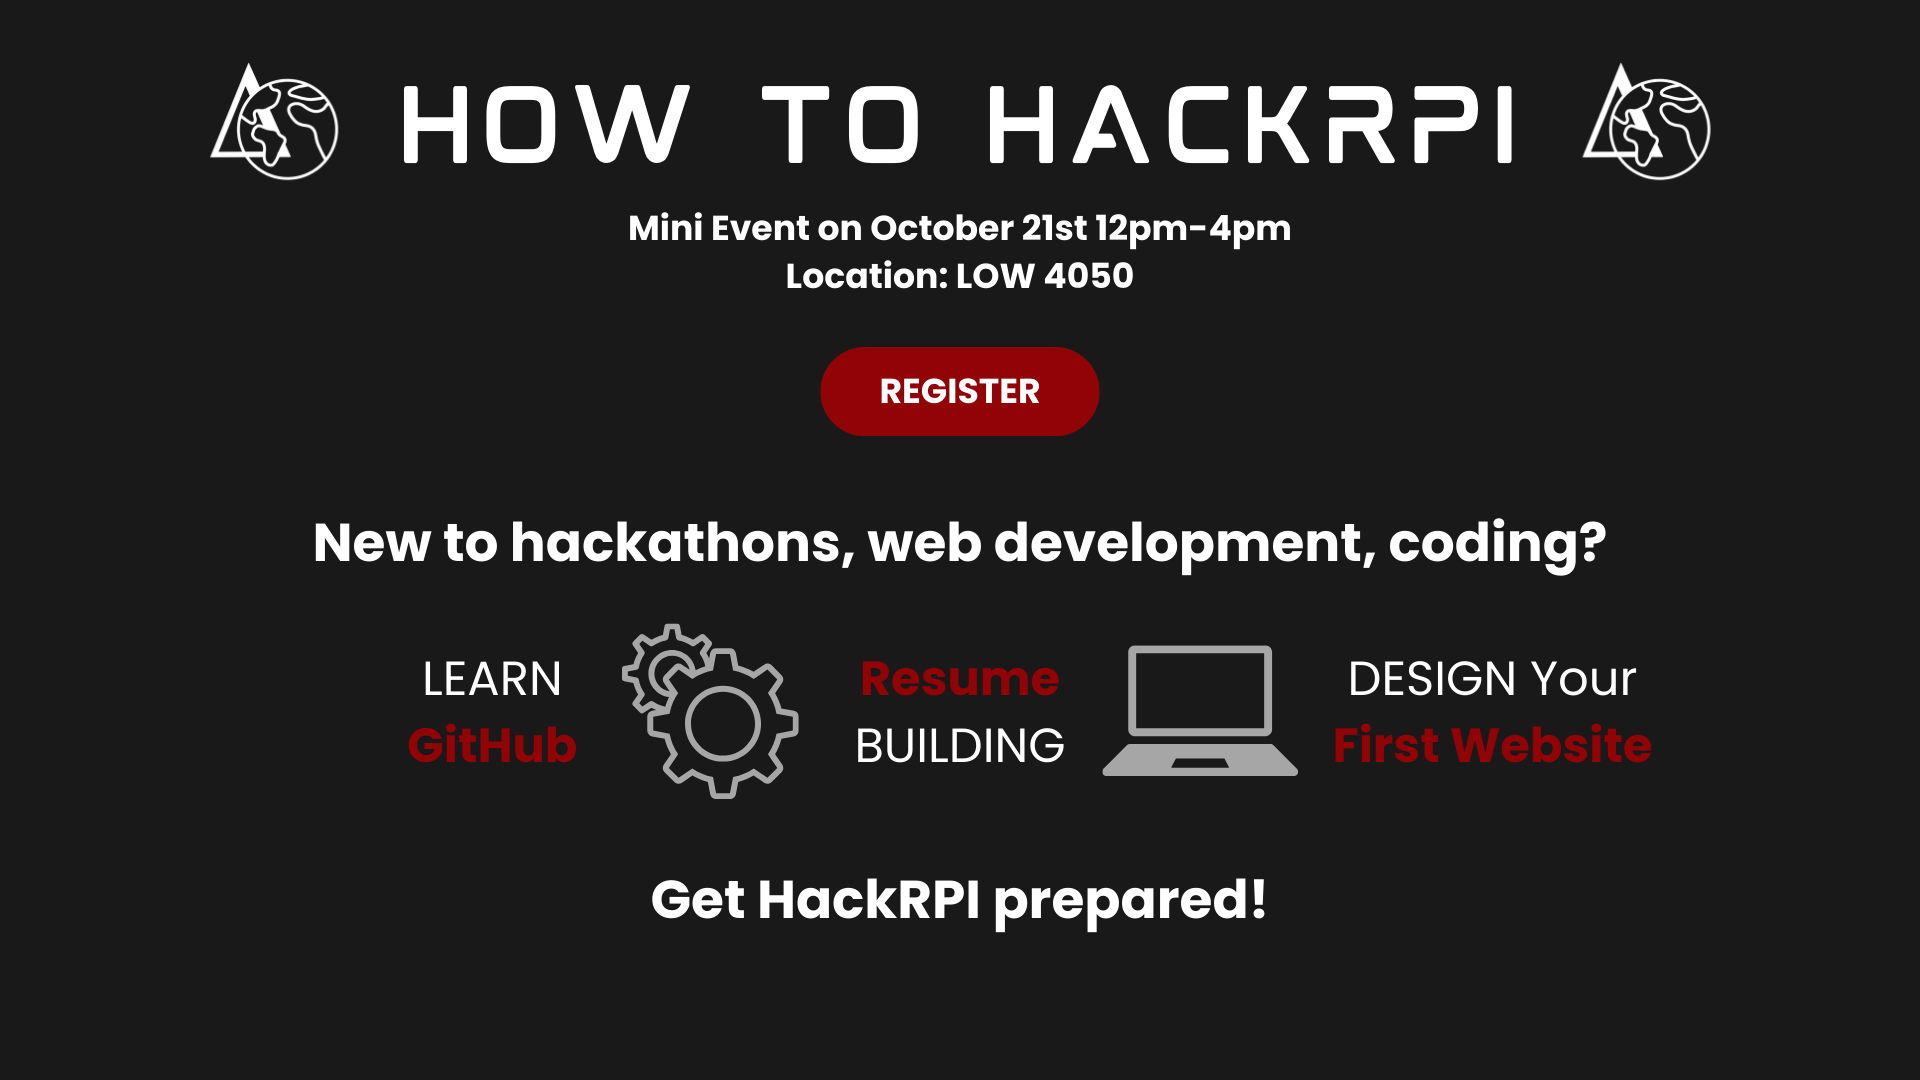 HOW TO HACKRPI
Mini Event on October 21st 12pm-4pm
Location: LOW 4050
REGISTER
New to hackathons, web development, coding?
LEARN
GitHub
Resume
BUILDING
DESIGN Your
First Website
Get HackRPI prepared!